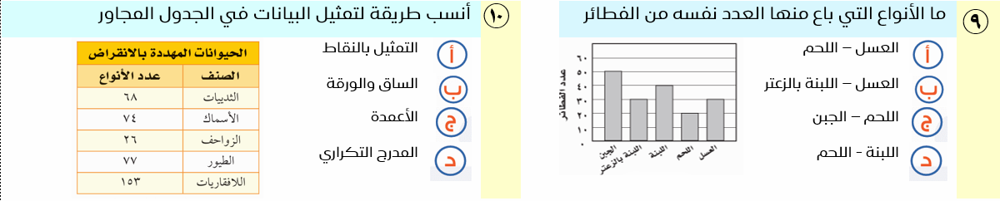 ٩
ما الأنواع التي باع منها العدد نفسه من الفطائر
أ
العسل – اللحم
ب
العسل – اللبنة بالزعتر
ج
اللحم – الجبن
د
اللبنة - اللحم
عدد الفطائر
٦٠
٥٠
٤٠
٣٠
٢٠
١٠
٠
الجبن
اللبنة بالزعتر
اللبنة
اللحم
العسل
١٠
أنسب طريقة لتمثيل البيانات في الجدول المجاور
أ
التمثيل بالنقاط
ب
الساق والورقة
ج
الأعمدة
د
المدرج التكراري
الحيوانات المهددة بالانقراض
الصنف عدد الأنواع
الثدييات ٦٨
الأسماك ٧٤
الزواحف ٢٦
الطيور ٧٧
اللافقاريات ١٥٣